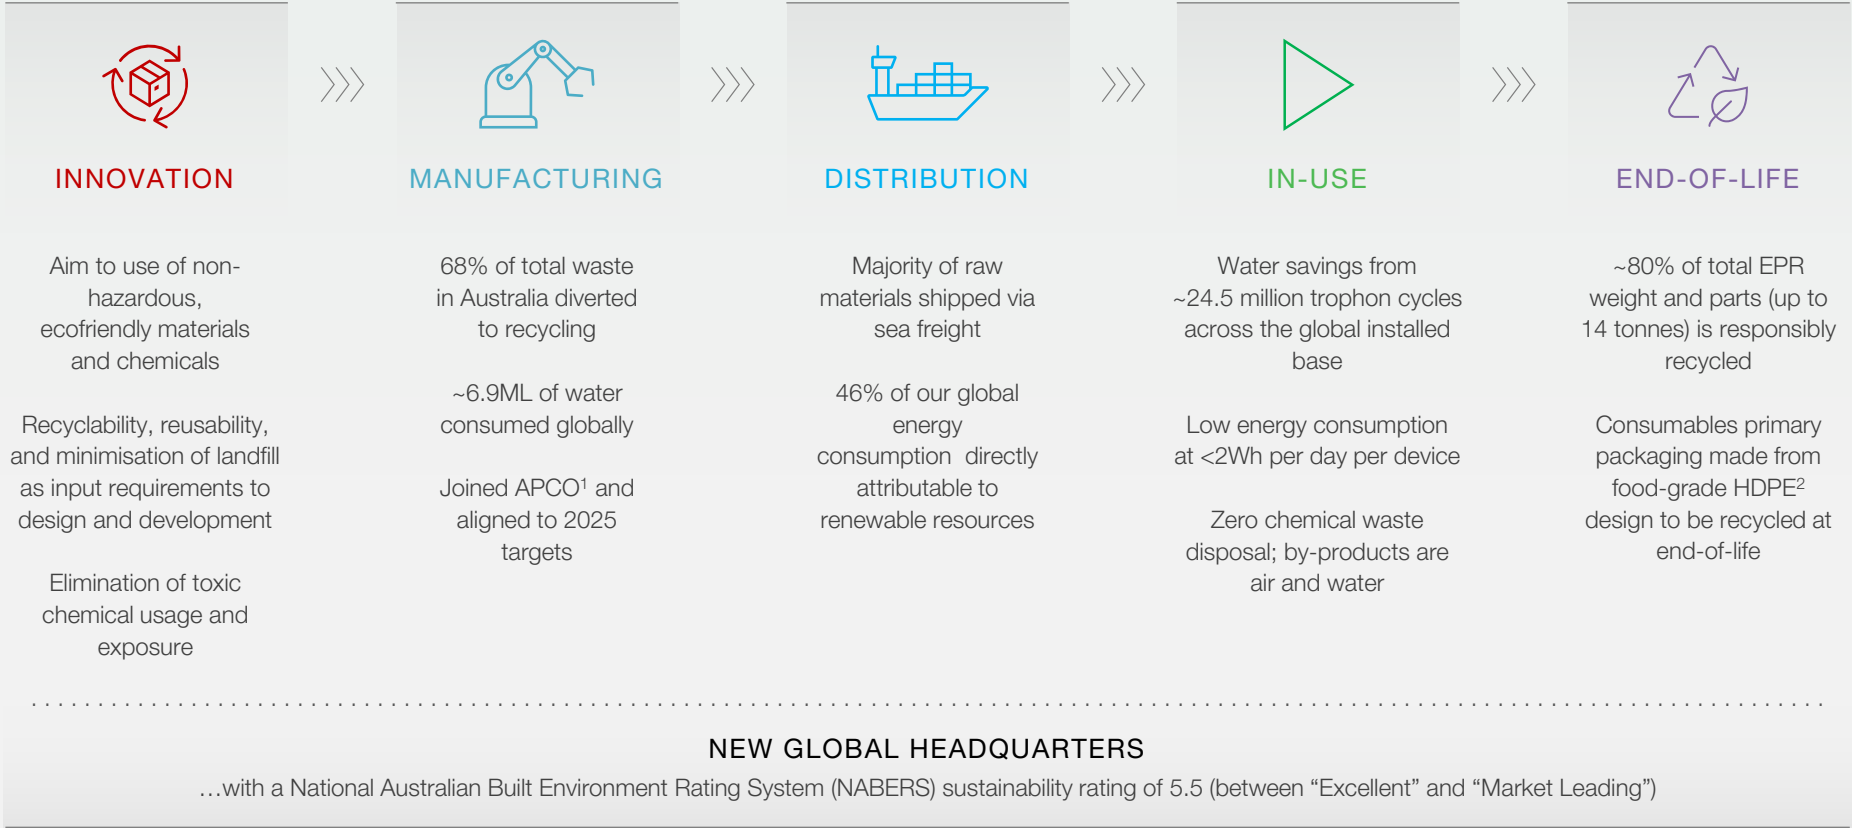 INNOVATION
Aim to use of non-
hazardous,
ecofriendly materials
and chemicals
Recyclability, reusability,
and minimisation of landfill
as input requirements to
design and development
Elimination of toxic
chemical usage and
exposure
MANUFACTURING
68% of total waste
in Australia diverted
to recycling
~6.9ML of water
consumed globally
Joined APCO¹ and
aligned to 2025
targets
DISTRIBUTION
Majority of raw
materials shipped via
sea freight
46% of our global
energy
consumption directly
attributable to
renewable resources
IN-USE
Water savings from
~24.5 million trophon cycles
across the global installed
base
Low energy consumption
at <2Wh per day per device
Zero chemical waste
disposal; by-products are
air and water
END-OF-LIFE
~80% of total EPR
weight and parts (up to
14 tonnes) is responsibly
recycled
Consumables primary
packaging made from
food-grade HDPE²
design to be recycled at
end-of-life
NEW GLOBAL HEADQUARTERS
…with a National Australian Built Environment Rating System (NABERS) sustainability rating of 5.5 (between “Excellent” and “Market Leading”)